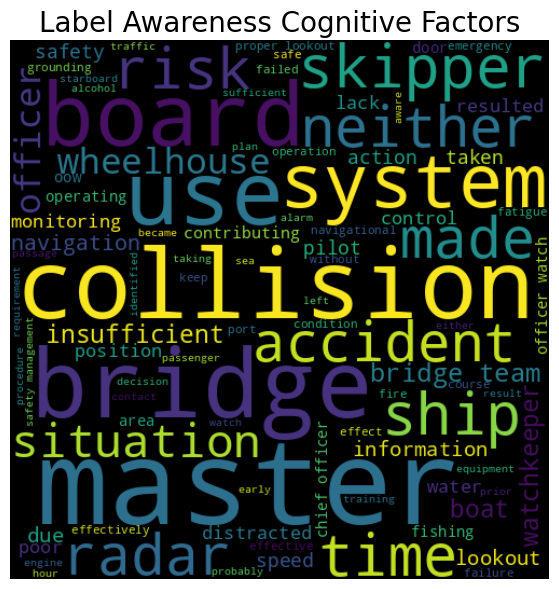 Label Awareness Cognitive Factors
safety traffic proper lookout door emergency
grounding failed safe
starboard risk skipper
alcohol sufficient lack aware resulted
officer board neither
wheelhouse plan operation action taken
oow use system
operating fatigue
monitoring became contributing alarm control made
navigation pilot navigational
passage taking sea without
requirement identified keep collision
left either officer watch
insufficient port condition accident
procedure position passenger bridge team
safety management decision bridge fire course result
contact area watch ship
situation effect information
chief officer equipment watchkeeper
master early training water prior boat
due effectively distracted fishing
poor radar effective speed time lookout
engine hour probably failure